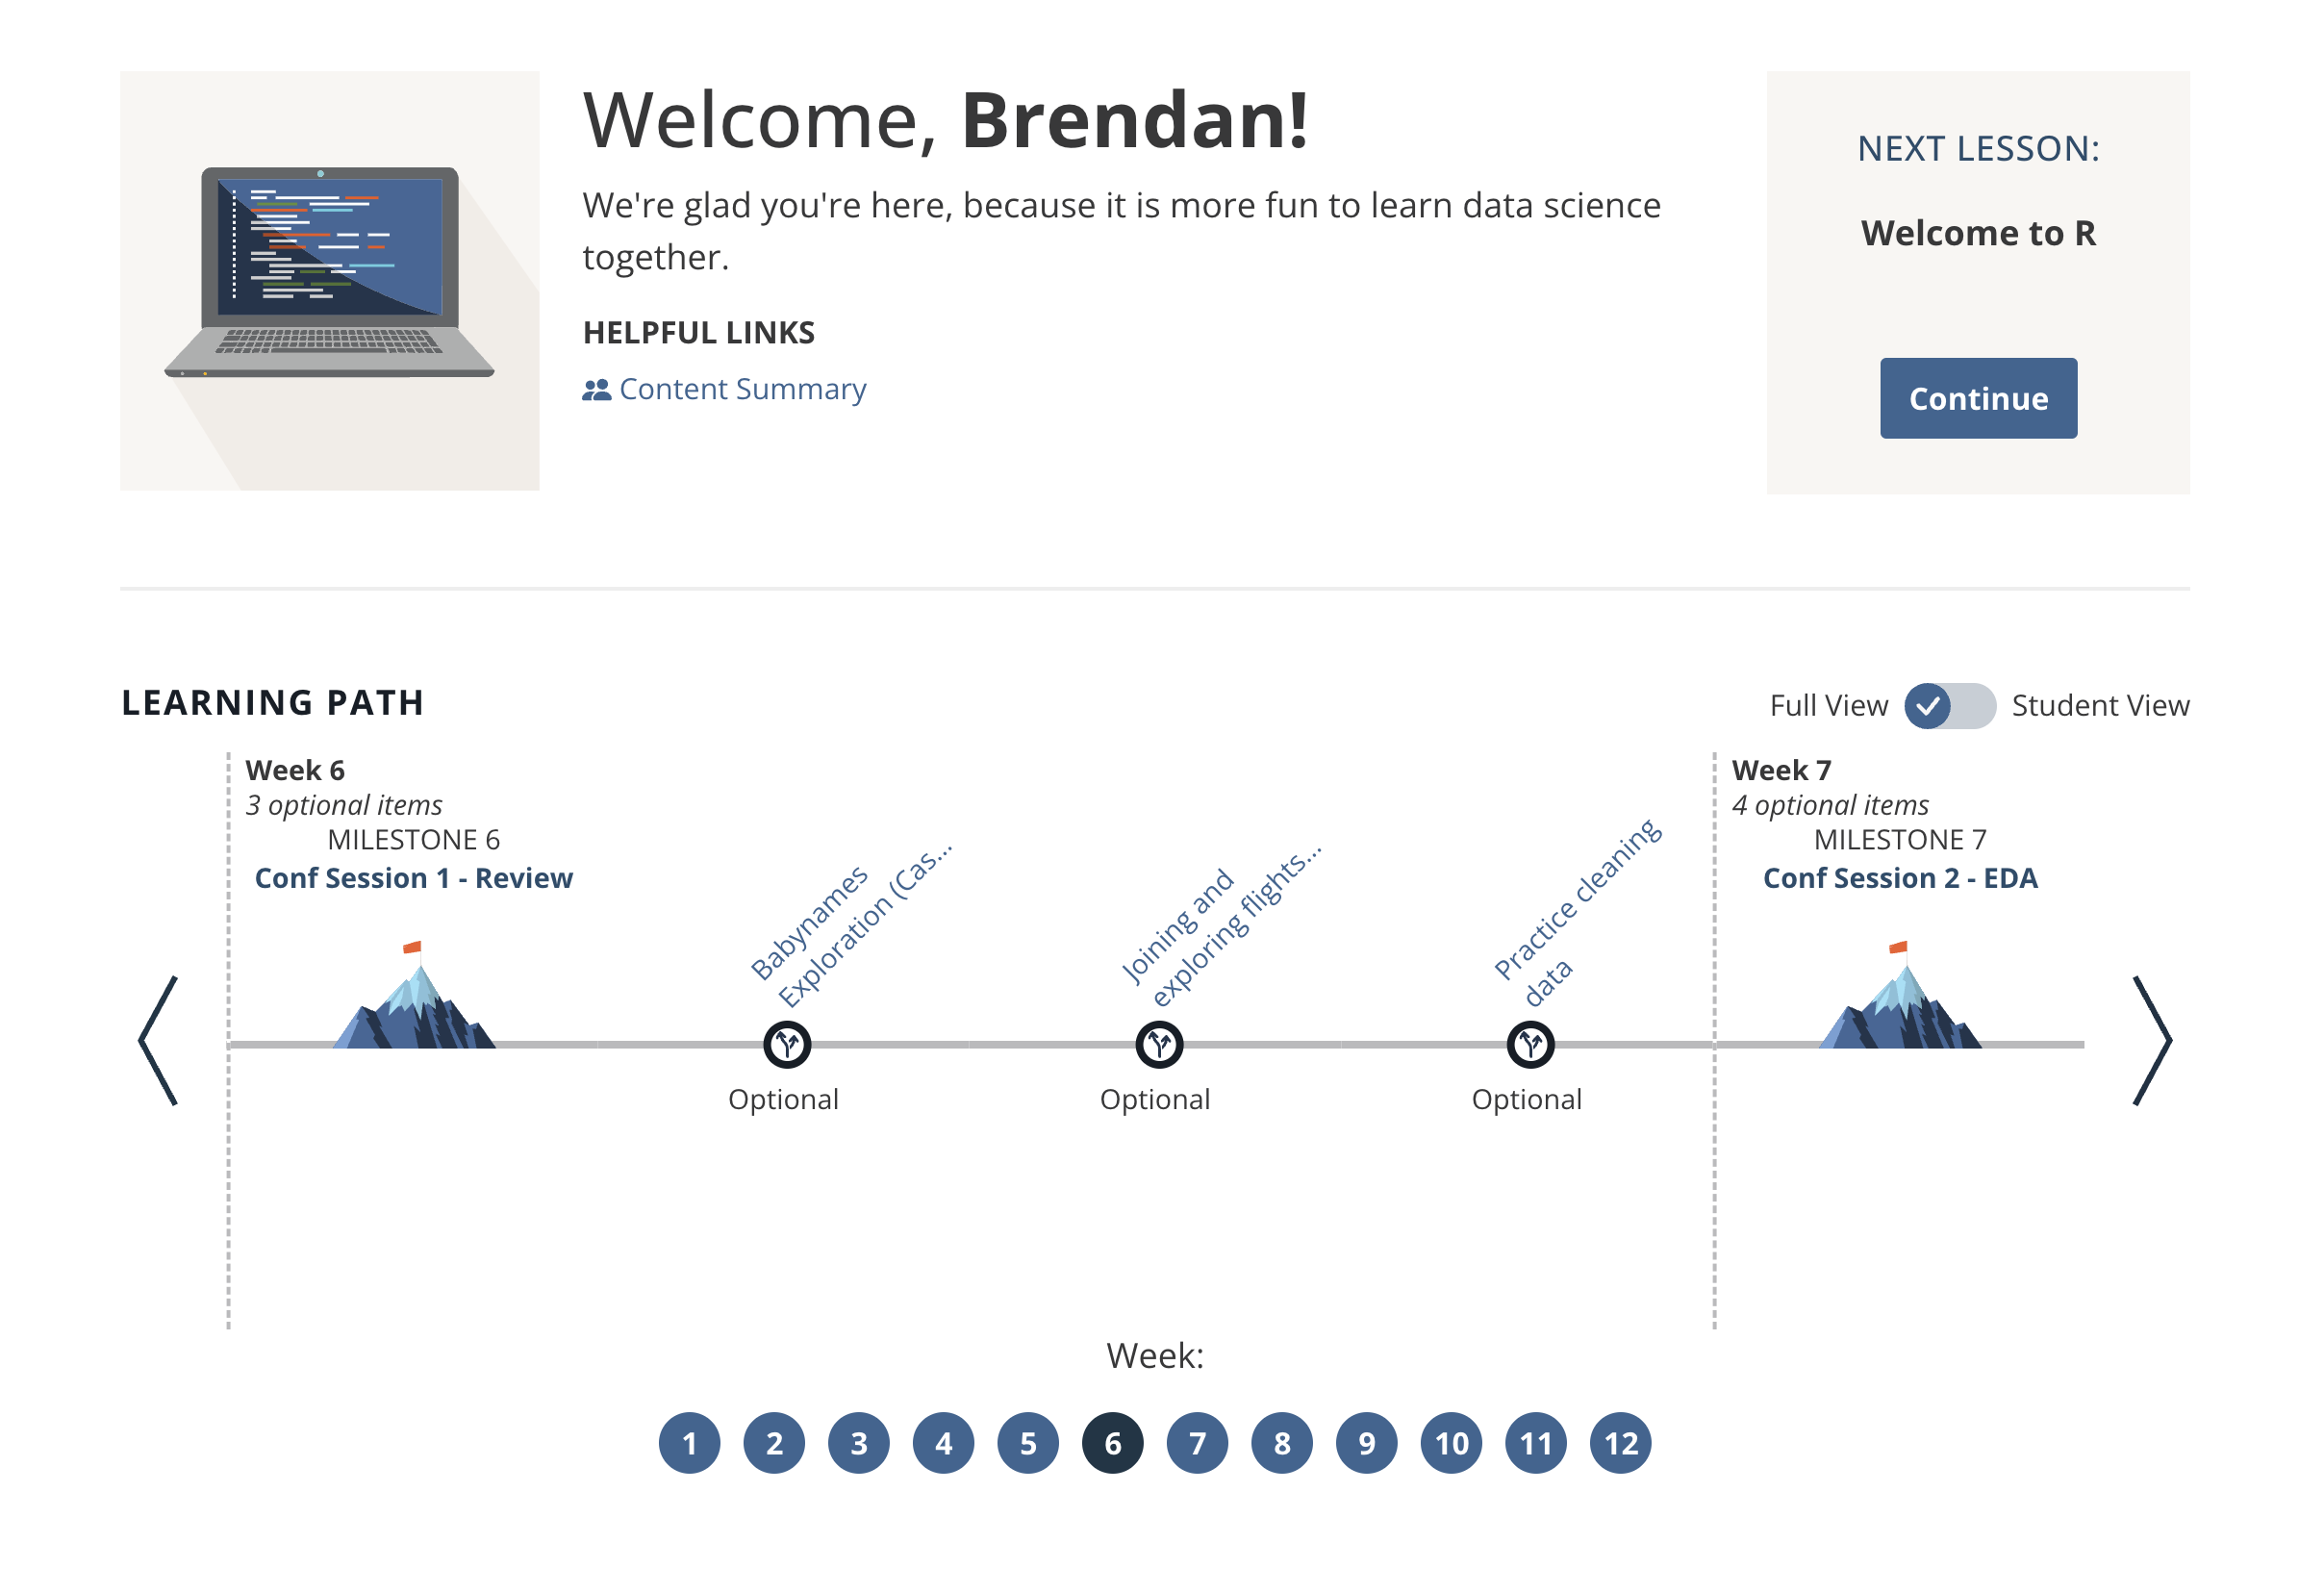 Welcome, Brendan!
We're glad you're here, because it is more fun to learn data science
together.
HELPFUL LINKS
Content Summary
NEXT LESSON:
Welcome to R
Continue
LEARNING PATH
Full View
Student View
Week 6
3 optional items
MILESTONE 6
Conf Session 1 - Review
Babynames
Exploration (Cas...
Optional
Joining and
exploring flights...
Optional
Practice cleaning
data
Optional
Week 7
4 optional items
MILESTONE 7
Conf Session 2 - EDA
Week:
1 2 3 4 5 6 7 8 9 10 11 12